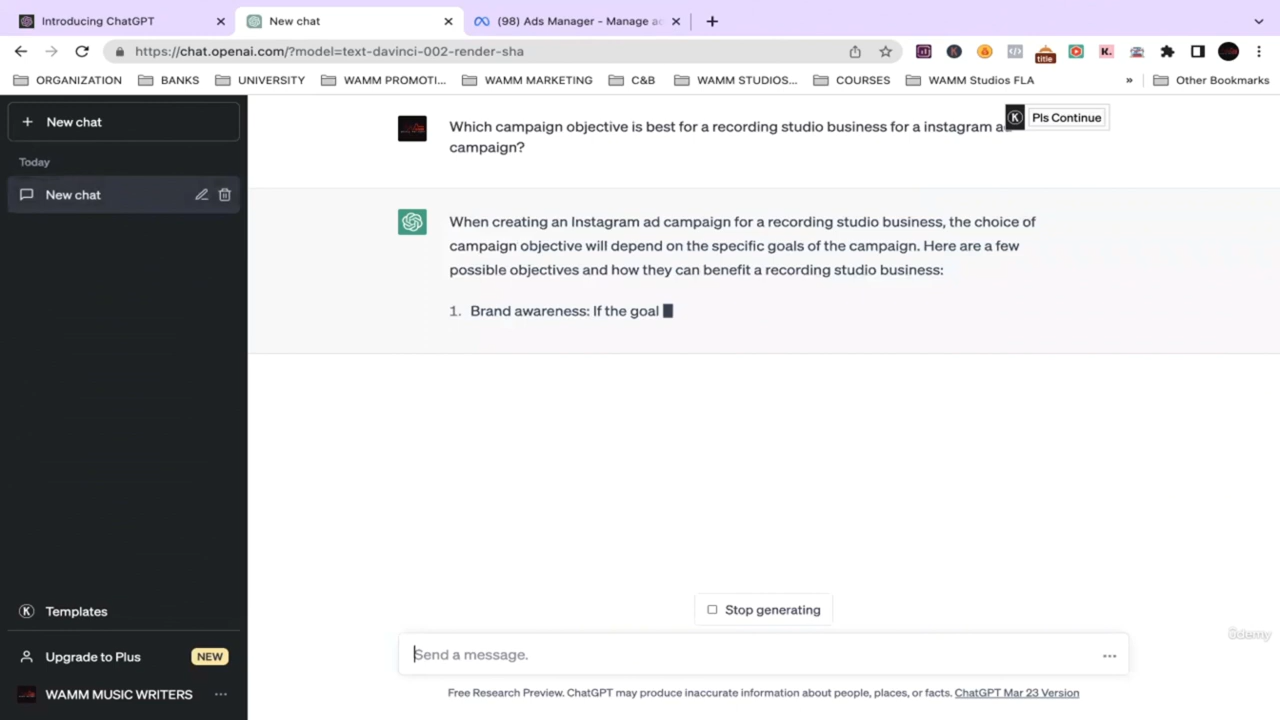 Introducing ChatGPT
New chat
(98) Ads Manager - Manage a
https://chat.openai.com/?model=text-davinci-002-render-sha
title
K.
ORGANIZATION
BANKS
UNIVERSITY
WAMM PROMOTI...
WAMM MARKETING
C&B
WAMM STUDIOS...
COURSES
WAMM Studios FLA
»
Other Bookmarks
+ New chat
Today
New chat
Which campaign objective is best for a recording studio business for a instagram a
campaign?
K Pls Continue
When creating an Instagram ad campaign for a recording studio business, the choice of
campaign objective will depend on the specific goals of the campaign. Here are a few
possible objectives and how they can benefit a recording studio business:
1. Brand awareness: If the goal
Stop generating
Send a message.
Free Research Preview. ChatGPT may produce inaccurate information about people, places, or facts. ChatGPT Mar 23 Version
K Templates
Upgrade to Plus NEW
WAMM MUSIC WRITERS
ûdemy